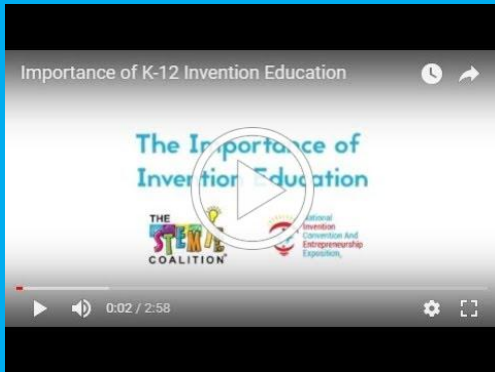 Importance of K-12 Invention Education
The Importance of
Invention Education
THE
STEMIE
COALITION
National
Invention
Convention And
Entrepreneurship
Exposition
0:02 / 2:58